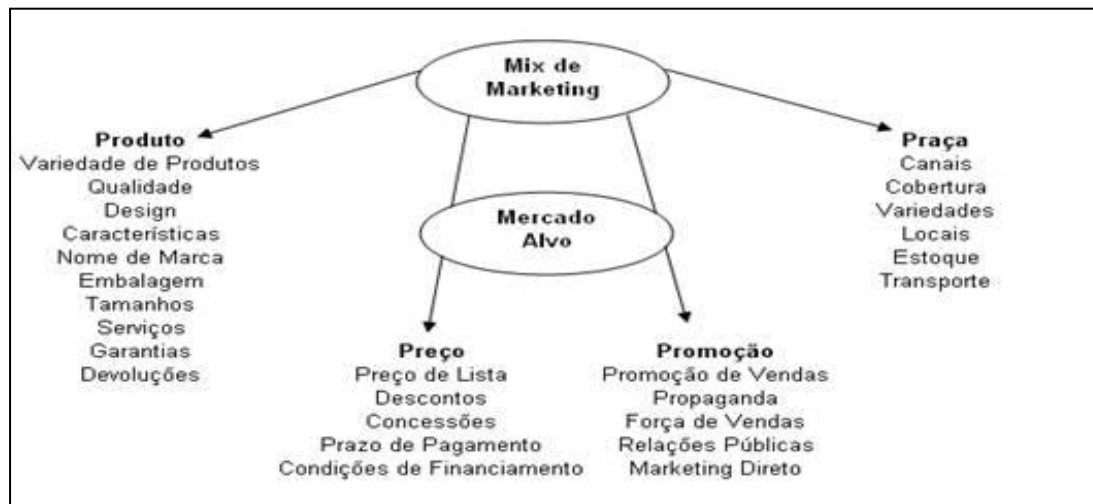 Mix de
Marketing
Produto
Variedade de Produtos
Qualidade
Design
Características
Nome de Marca
Embalagem
Tamanhos
Serviços
Garantias
Devoluções
Mercado
Alvo
Preço
Preço de Lista
Descontos
Concessões
Prazo de Pagamento
Condições de Financiamento
Promoção
Promoção de Vendas
Propaganda
Força de Vendas
Relações Públicas
Marketing Direto
Praça
Canais
Cobertura
Variedades
Locais
Estoque
Transporte